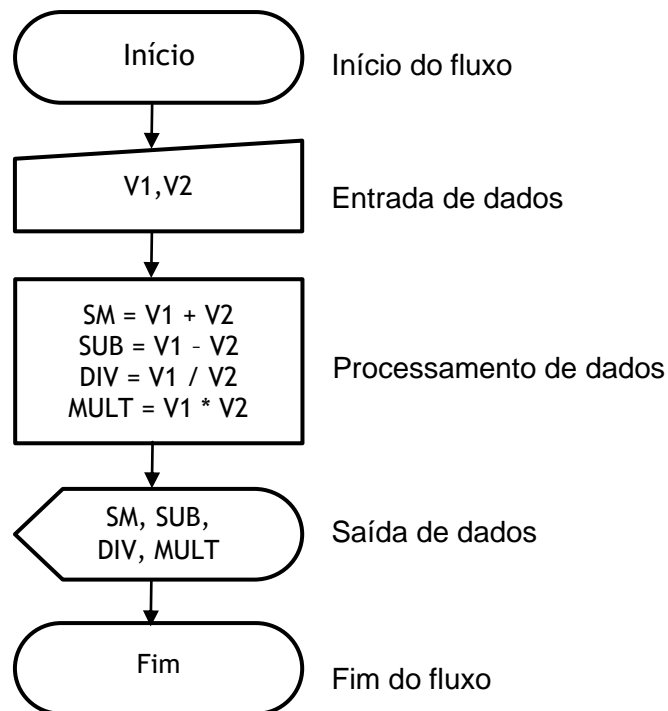 Início
Início do fluxo
V1,V2
Entrada de dados
SM = V1 + V2
SUB = V1 - V2
DIV = V1 / V2
MULT = V1 * V2
Processamento de dados
SM, SUB,
DIV, MULT
Saída de dados
Fim
Fim do fluxo